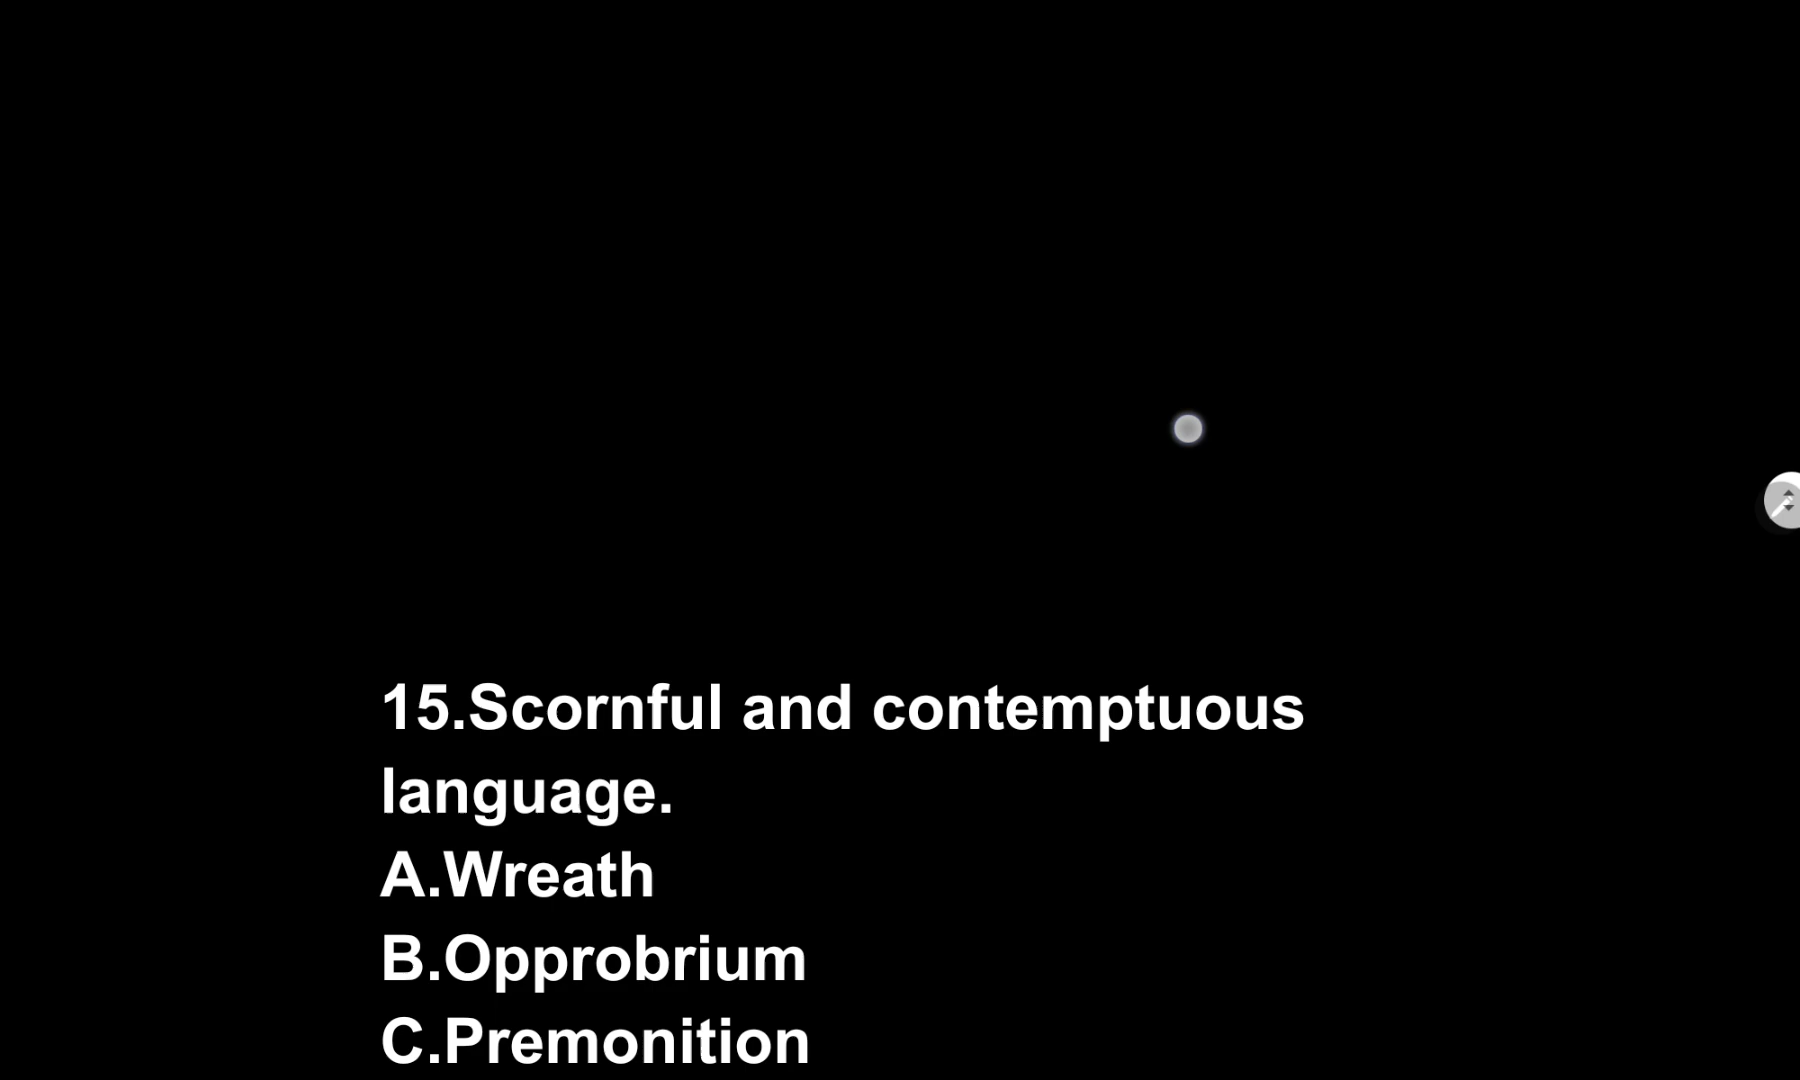 15.Scornful and contemptuous
language.
A.Wreath
B.Opprobrium
C.Premonition